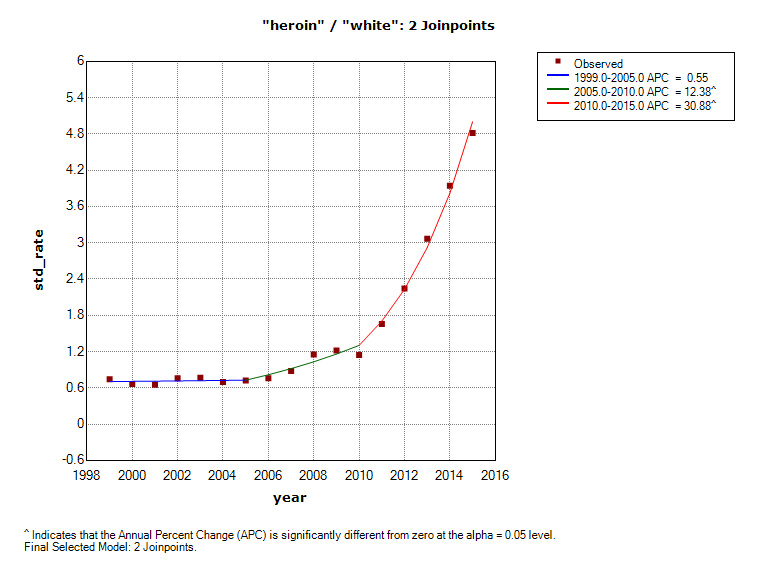 "heroin" / "white": 2 Joinpoints
6
5.4
4.8
4.2
3.6
3
2.4
1.8
1.2
0.6
0
-0.6
std_rate
1998 2000 2002 2004 2006 2008 2010 2012 2014 2016
year
Observed
1999.0-2005.0 APC = 0.55
2005.0-2010.0 APC = 12.38^
2010.0-2015.0 APC = 30.88^
^ Indicates that the Annual Percent Change (APC) is significantly different from zero at the alpha = 0.05 level.
Final Selected Model: 2 Joinpoints.